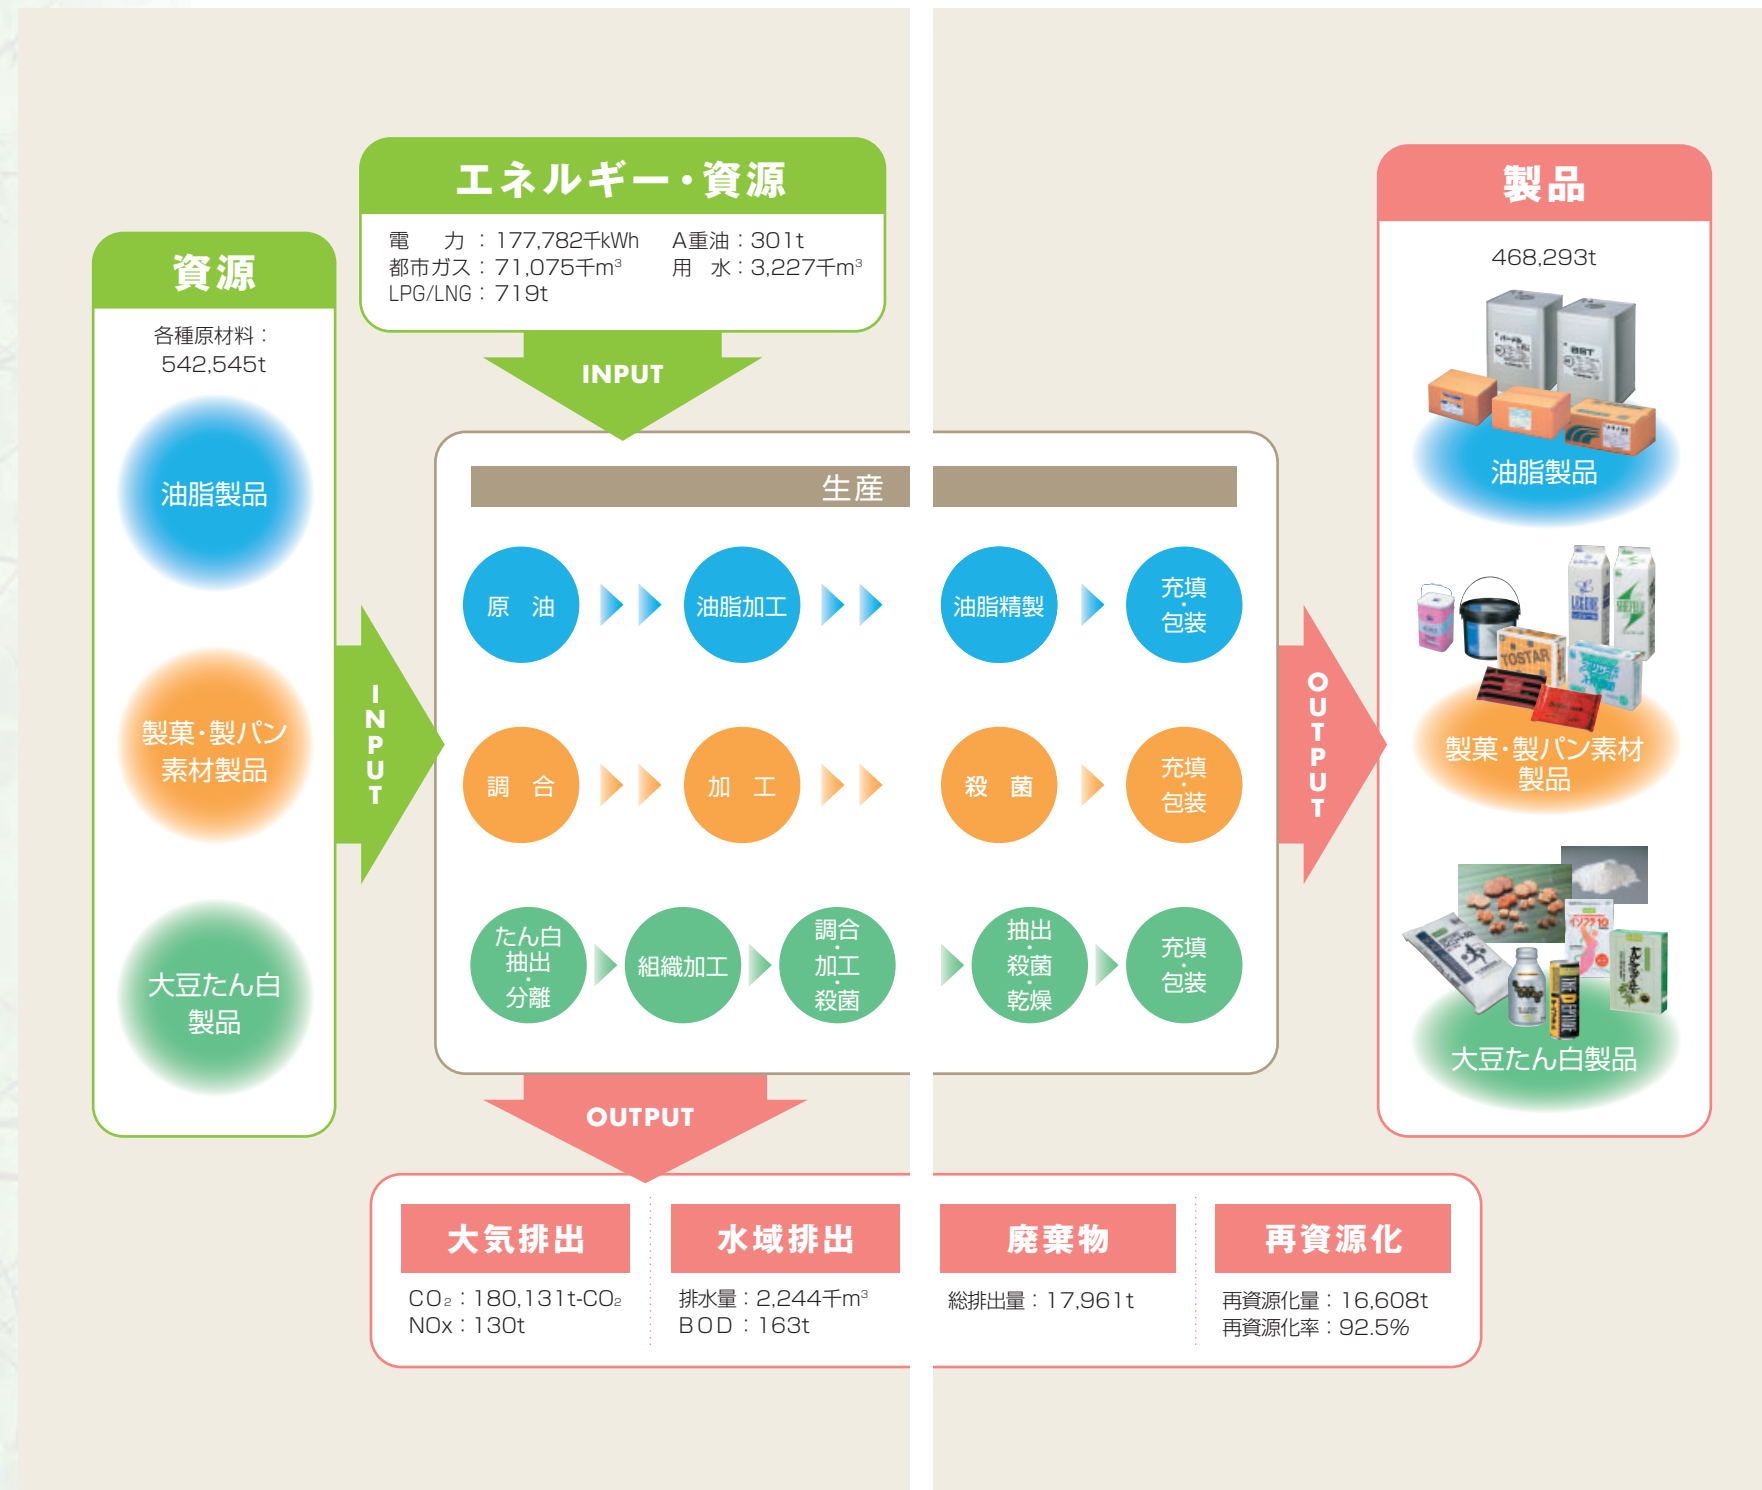 エネルギー・資源
電　力：177,782千kWh　A重油：301t
都市ガス：71,075千m³　用　水：3,227千m³
LPG/LNG：719t
INPUT
資源
各種原材料：
542,545t
油脂製品
製菓・製パン
素材製品
大豆たん白
製品
INPUT
生産
原　油
油脂加工
油脂精製
充填
・
包装
調　合
加　工
殺　菌
充填
・
包装
たん白
抽出
・
分離
組織加工
調合
・
加工
・
殺菌
抽出
・
殺菌
・
乾燥
充填
・
包装
OUTPUT
製品
468,293t
油脂製品
TOSTAR
製菓・製パン素材
製品
大豆たん白製品
OUTPUT
大気排出
CO₂：180,131t-CO₂
NOx：130t
水域排出
排水量：2,244千m³
BOD：163t
廃棄物
総排出量：17,961t
再資源化
再資源化量：16,608t
再資源化率：92.5%